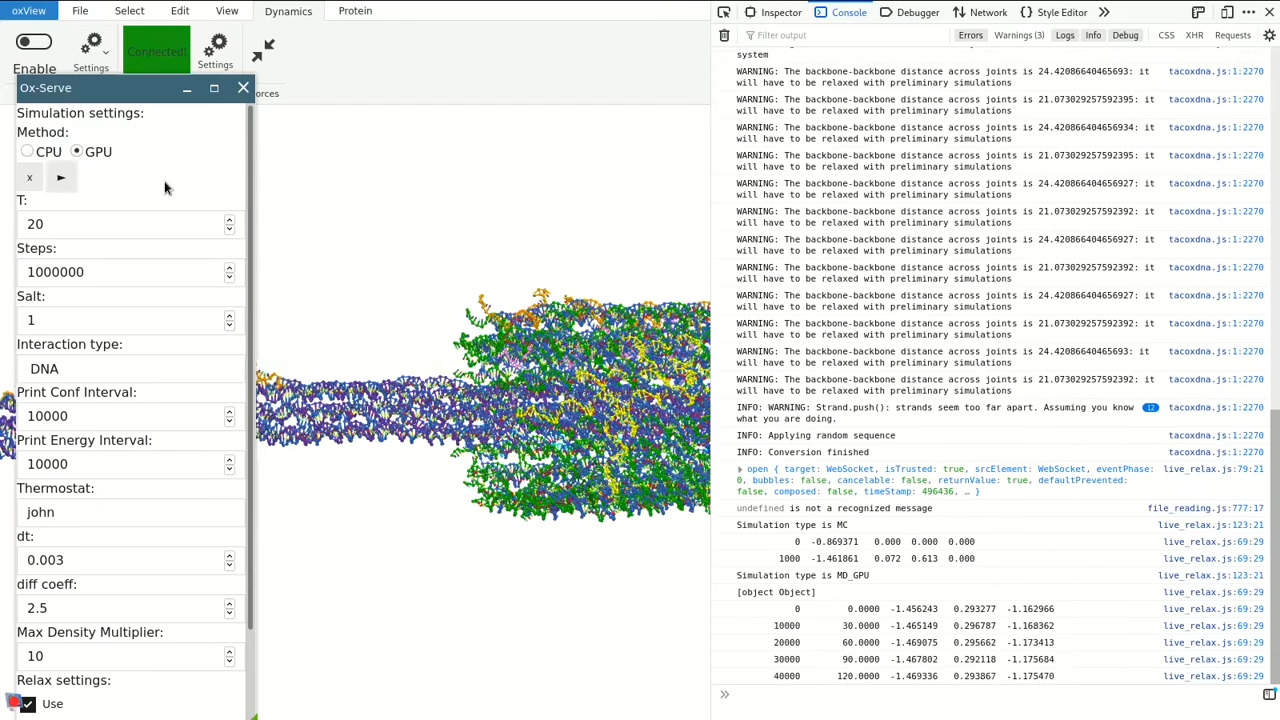 oxView File Select Edit View Dynamics Protein
Enable
Settings
Connected!
Settings
orces
Ox-Serve
Simulation settings:
Method:
CPU GPU
x ►
T:
20
Steps:
1000000
Salt:
1
Interaction type:
DNA
Print Conf Interval:
10000
Print Energy Interval:
10000
Thermostat:
john
dt:
0.003
diff coeff:
2.5
Max Density Multiplier:
10
Relax settings:
Use
Inspector Console Debugger Network Style Editor
Filter output Errors Warnings (3) Logs Info Debug CSS XHR Requests
system
WARNING: The backbone-backbone distance across joints is 24.42086640465693: it tacoxdna.js:1:2270
will have to be relaxed with preliminary simulations
WARNING: The backbone-backbone distance across joints is 21.073029257592395: it tacoxdna.js:1:2270
will have to be relaxed with preliminary simulations
WARNING: The backbone-backbone distance across joints is 24.420866404656934: it tacoxdna.js:1:2270
will have to be relaxed with preliminary simulations
WARNING: The backbone-backbone distance across joints is 21.073029257592395: it tacoxdna.js:1:2270
will have to be relaxed with preliminary simulations
WARNING: The backbone-backbone distance across joints is 24.420866404656927: it tacoxdna.js:1:2270
will have to be relaxed with preliminary simulations
WARNING: The backbone-backbone distance across joints is 21.073029257592392: it tacoxdna.js:1:2270
will have to be relaxed with preliminary simulations
WARNING: The backbone-backbone distance across joints is 24.420866404656927: it tacoxdna.js:1:2270
will have to be relaxed with preliminary simulations
WARNING: The backbone-backbone distance across joints is 21.073029257592392: it tacoxdna.js:1:2270
will have to be relaxed with preliminary simulations
WARNING: The backbone-backbone distance across joints is 24.420866404656927: it tacoxdna.js:1:2270
will have to be relaxed with preliminary simulations
WARNING: The backbone-backbone distance across joints is 21.073029257592392: it tacoxdna.js:1:2270
will have to be relaxed with preliminary simulations
WARNING: The backbone-backbone distance across joints is 24.42086640465693: it tacoxdna.js:1:2270
will have to be relaxed with preliminary simulations
WARNING: The backbone-backbone distance across joints is 21.073029257592392: it tacoxdna.js:1:2270
will have to be relaxed with preliminary simulations
INFO: WARNING: Strand.push(): strands seem too far apart. Assuming you know 12 tacoxdna.js:1:2270
what you are doing.
INFO: Applying random sequence tacoxdna.js:1:2270
INFO: Conversion finished tacoxdna.js:1:2270
open { target: WebSocket, isTrusted: true, srcElement: WebSocket, eventPhase: live_relax.js:79:21
0, bubbles: false, cancelable: false, returnValue: true, defaultPrevented:
false, composed: false, timeStamp: 496436, … }
undefined is not a recognized message file_reading.js:777:17
Simulation type is MC live_relax.js:123:21
0 -0.869371 0.000 0.000 0.000 live_relax.js:69:29
1000 -1.461861 0.072 0.613 0.000 live_relax.js:69:29
Simulation type is MD_GPU live_relax.js:123:21
[object Object] live_relax.js:69:29
0 0.0000 -1.456243 0.293277 -1.162966 live_relax.js:69:29
10000 30.0000 -1.465149 0.296787 -1.168362 live_relax.js:69:29
20000 60.0000 -1.469075 0.295662 -1.173413 live_relax.js:69:29
30000 90.0000 -1.467802 0.292118 -1.175684 live_relax.js:69:29
40000 120.0000 -1.469336 0.293867 -1.175470 live_relax.js:69:29